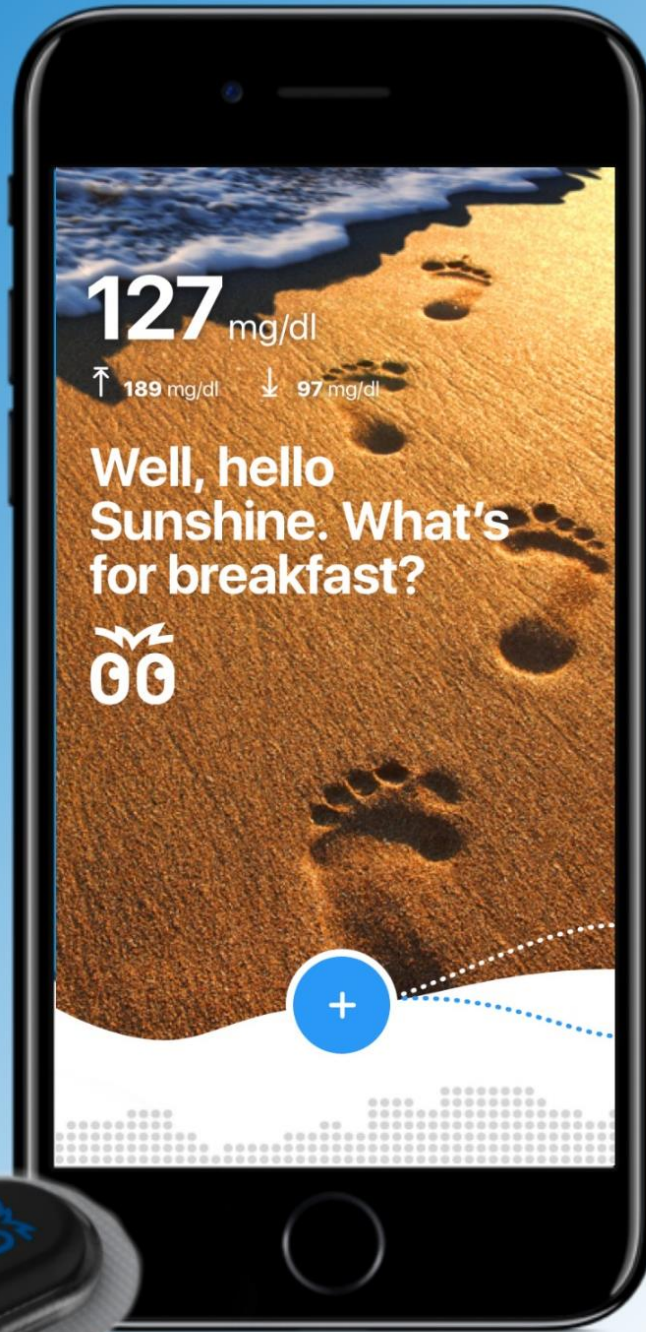 127 mg/dl
189 mg/dl 97 mg/dl
Well, hello
Sunshine. What's
for breakfast?